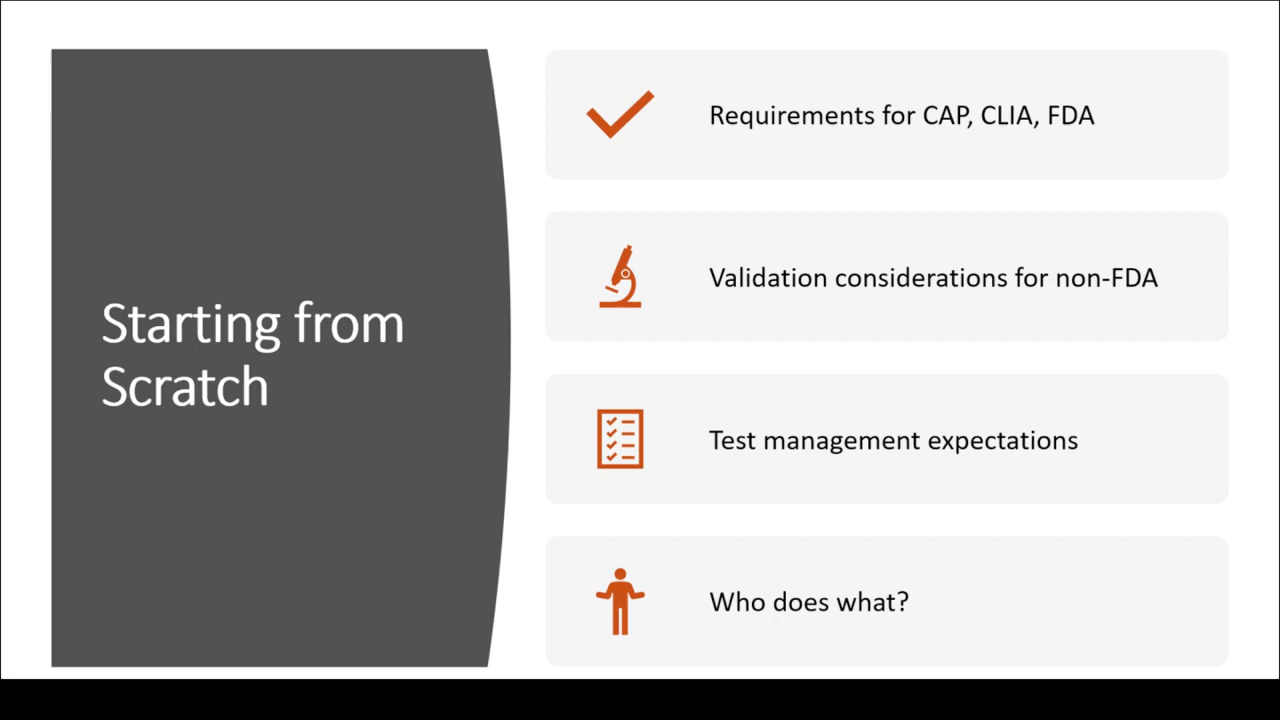 Starting from
Scratch
Requirements for CAP, CLIA, FDA
Validation considerations for non-FDA
Test management expectations
Who does what?